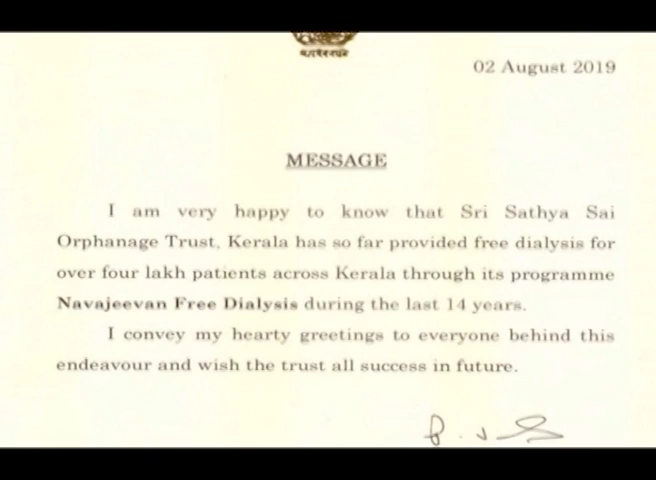 02 August 2019
MESSAGE
I am very happy to know that Sri Sathya Sai
Orphanage Trust, Kerala has so far provided free dialysis for
over four lakh patients across Kerala through its programme
Navajeevan Free Dialysis during the last 14 years.
I convey my hearty greetings to everyone behind this
endeavour and wish the trust all success in future.